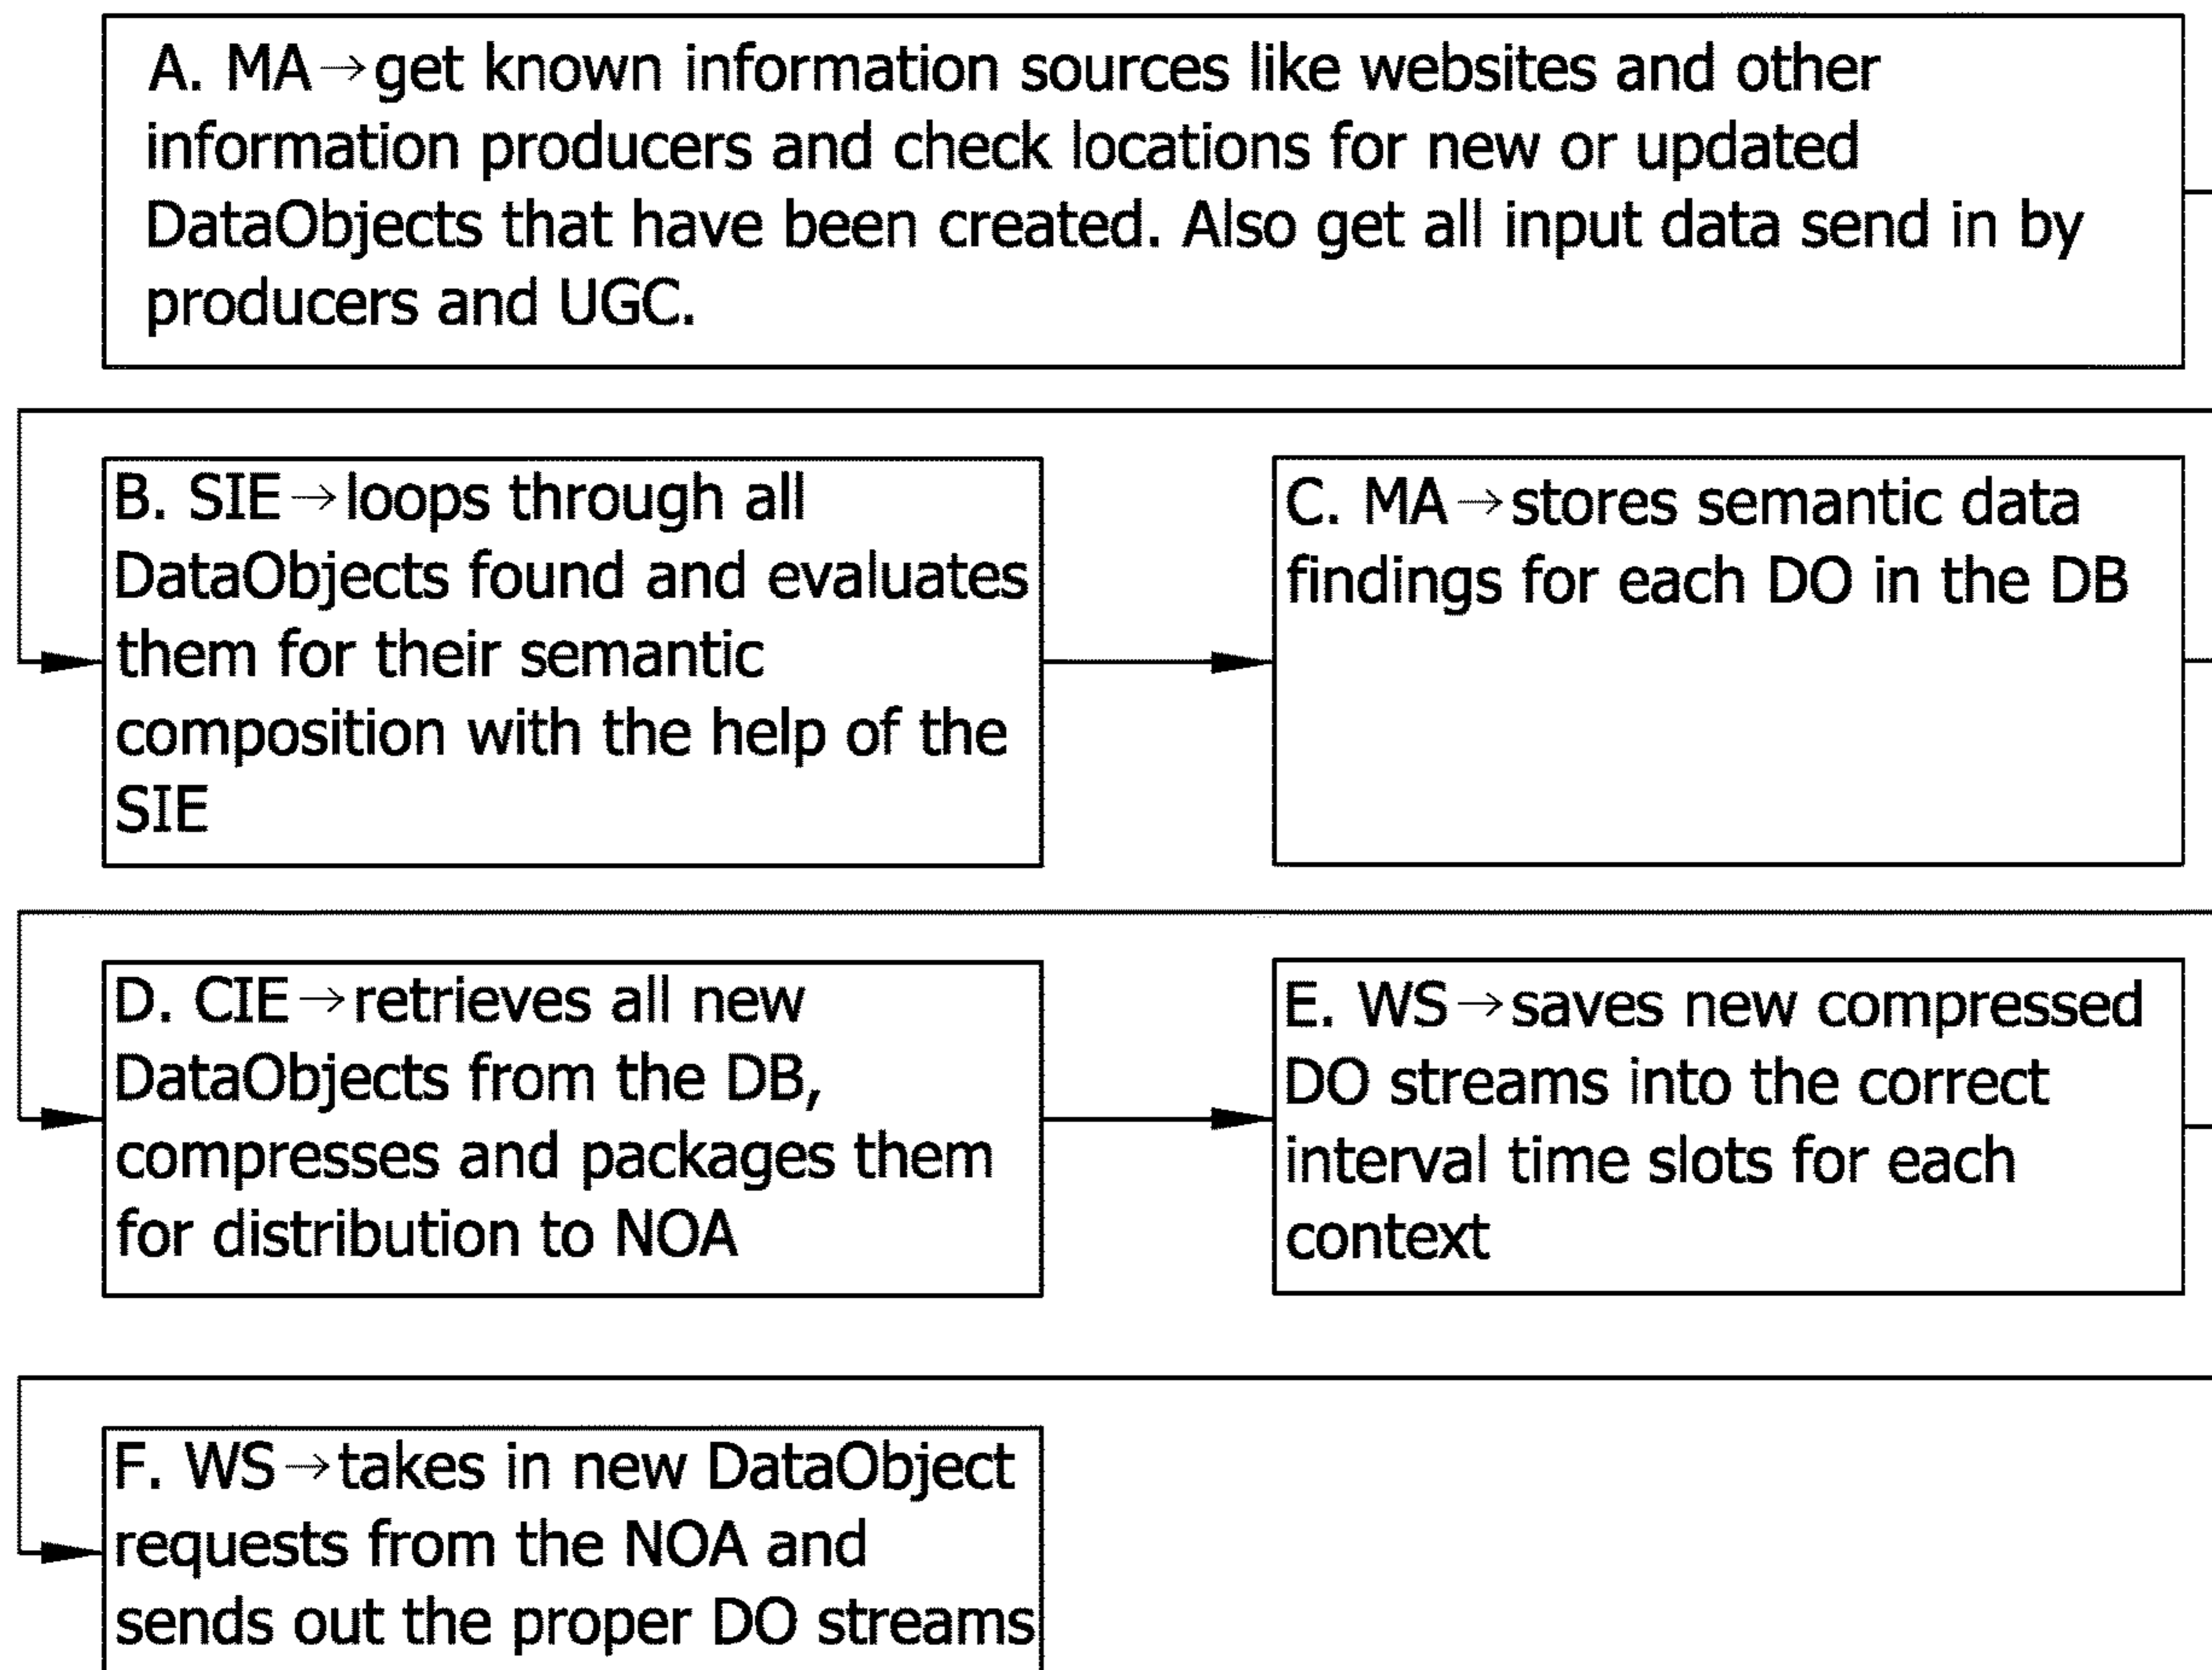 A. MA→get known information sources like websites and other
information producers and check locations for new or updated
DataObjects that have been created. Also get all input data send in by
producers and UGC.
B. SIE→loops through all
DataObjects found and evaluates
them for their semantic
composition with the help of the
SIE
C. MA→stores semantic data
findings for each DO in the DB
D. CIE→retrieves all new
DataObjects from the DB,
compresses and packages them
for distribution to NOA
E. WS→saves new compressed
DO streams into the correct
interval time slots for each
context
F. WS→takes in new DataObject
requests from the NOA and
sends out the proper DO streams